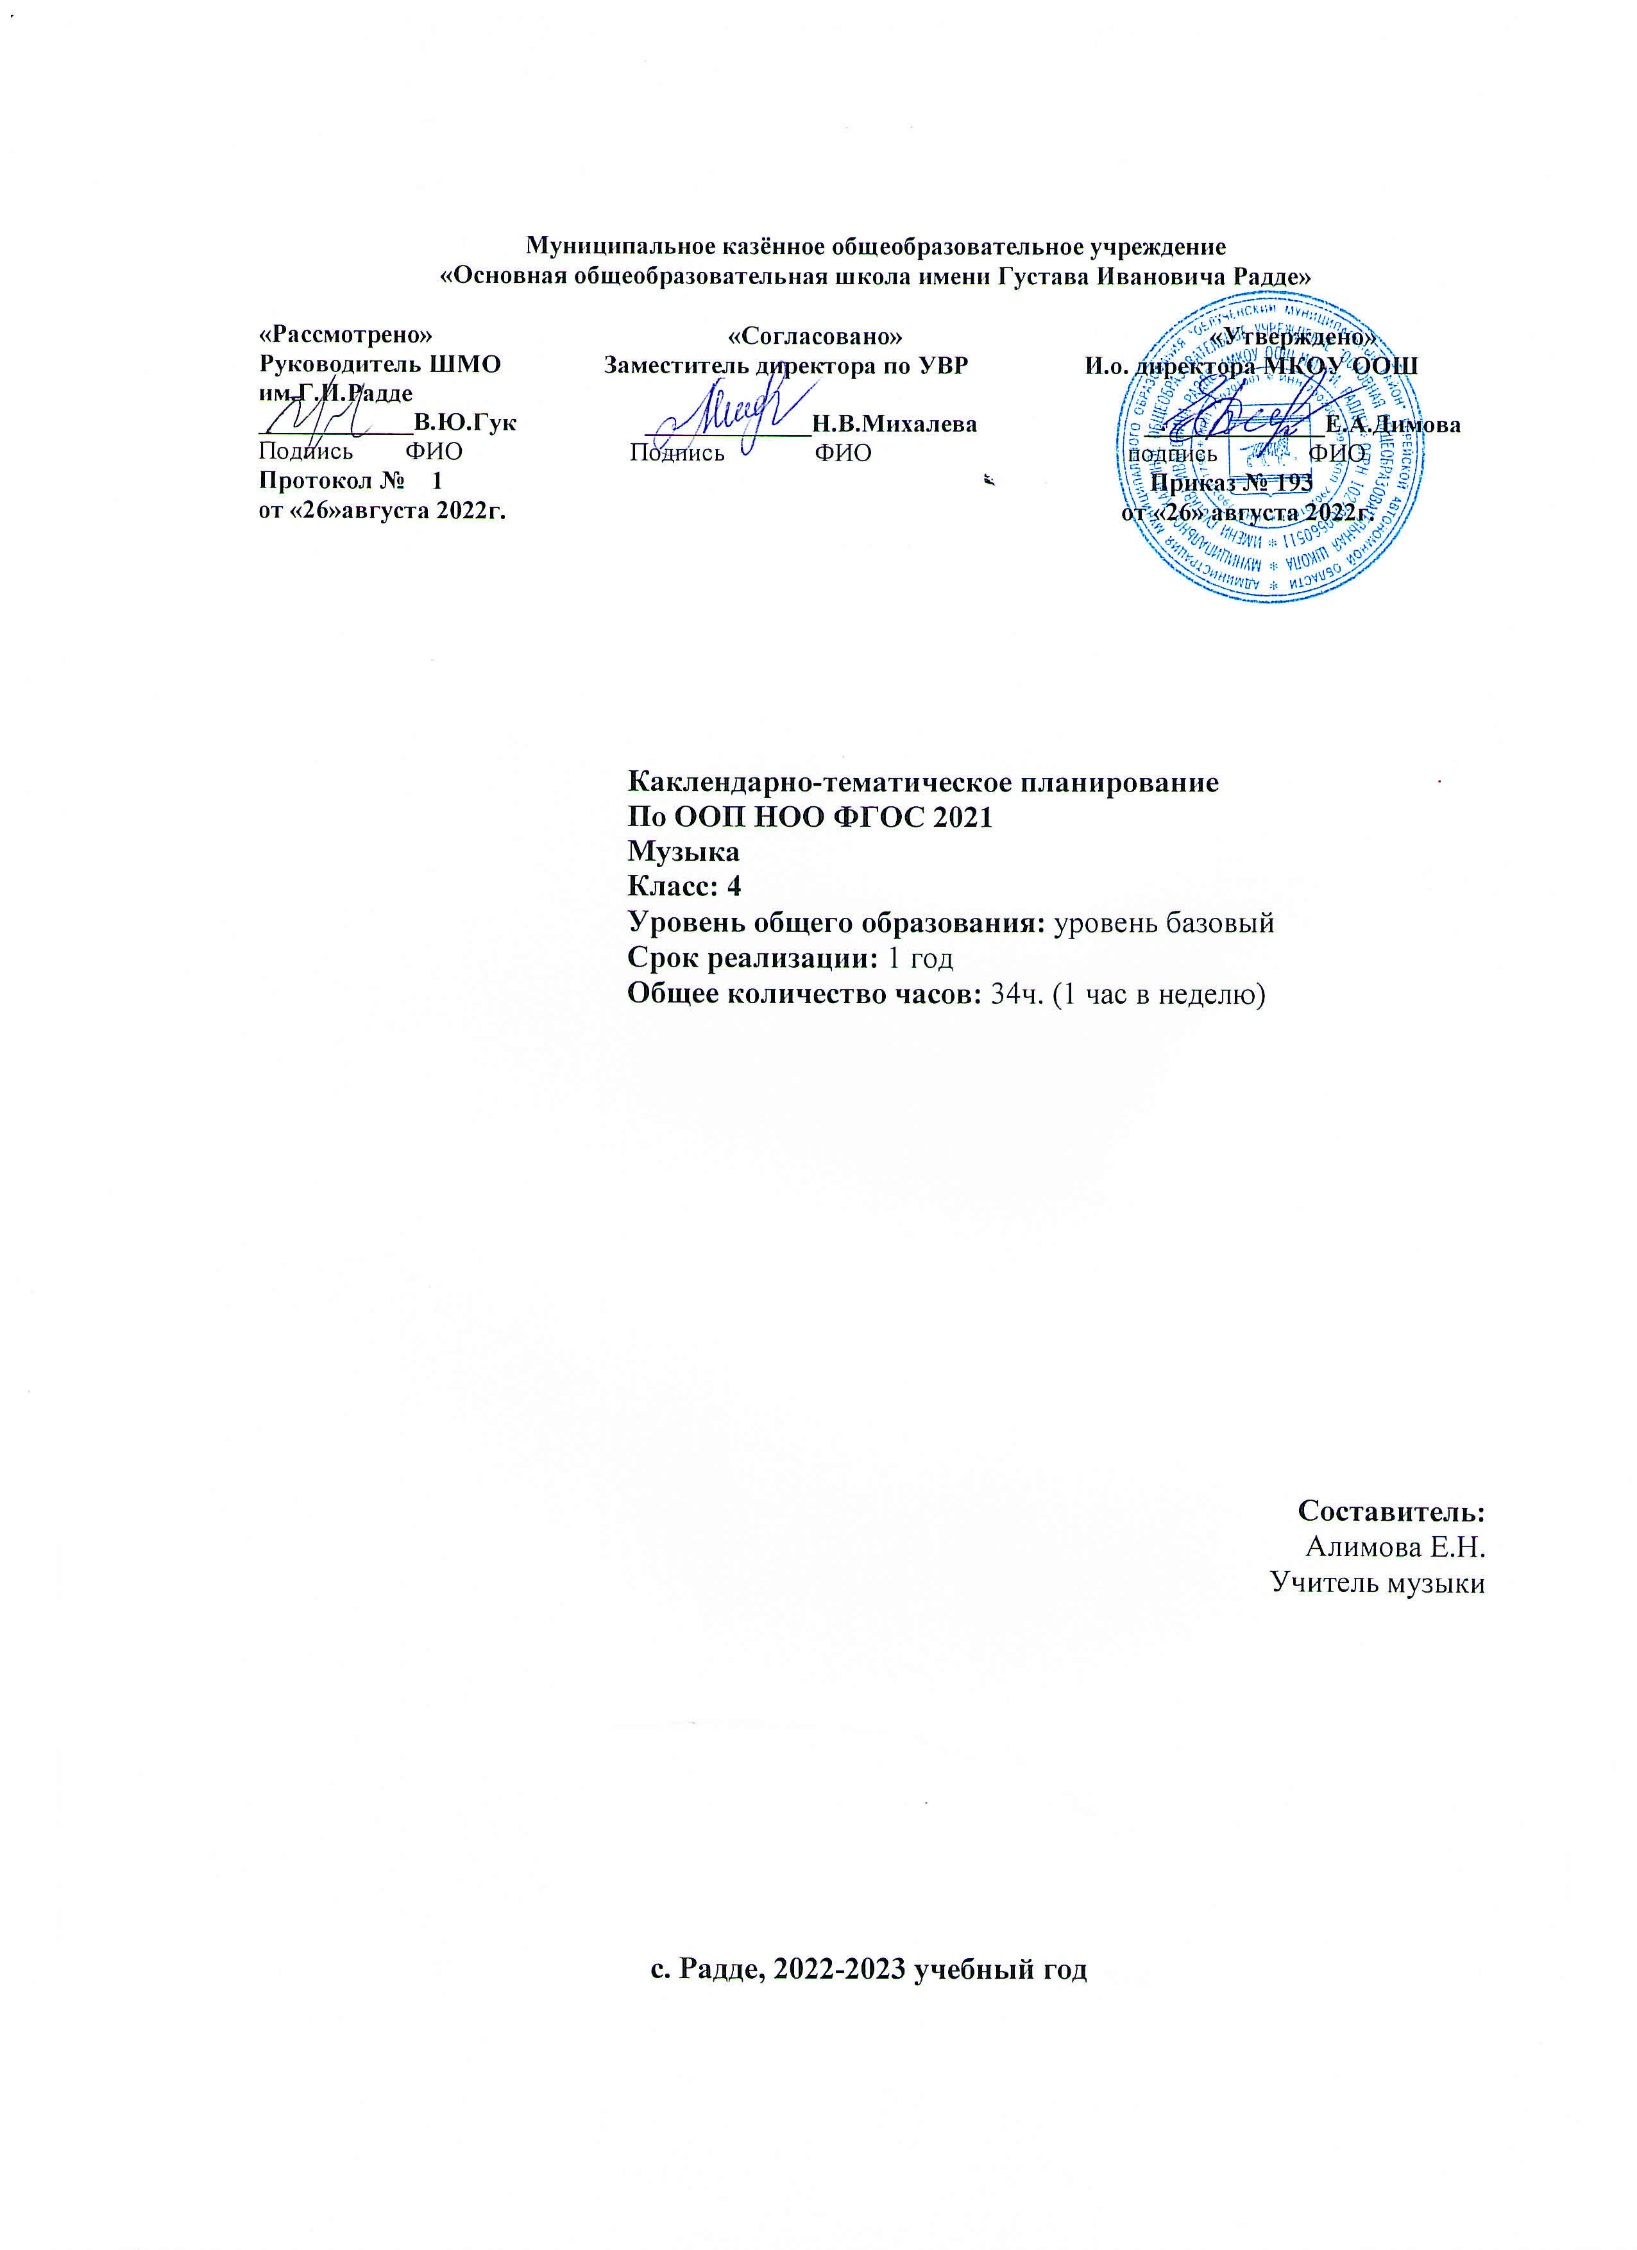 Муниципальное казённое общеобразовательное учреждение
«Основная общеобразовательная школа имени Густава Ивановича Радде»
«Рассмотрено»
Руководитель ШМО
им.Г.И.Радде
____________В.Ю.Гук
Подпись ФИО
Протокол № 1
от «26»августа 2022г.
«Согласовано»
Заместитель директора по УВР
_____________Н.В.Михалева
Подпись ФИО
«Утверждено»
И.о. директора МКОУ ООШ
______________Е.А.Димова
подпись ФИО
Приказ № 193
от «26» августа 2022г.
Каклендарно-тематическое планирование
По ООП НОО ФГОС 2021
Музыка
Класс: 4
Уровень общего образования: уровень базовый
Срок реализации: 1 год
Общее количество часов: 34ч. (1 час в неделю)
Составитель:
Алимова Е.Н.
Учитель музыки
с. Радде, 2022-2023 учебный год